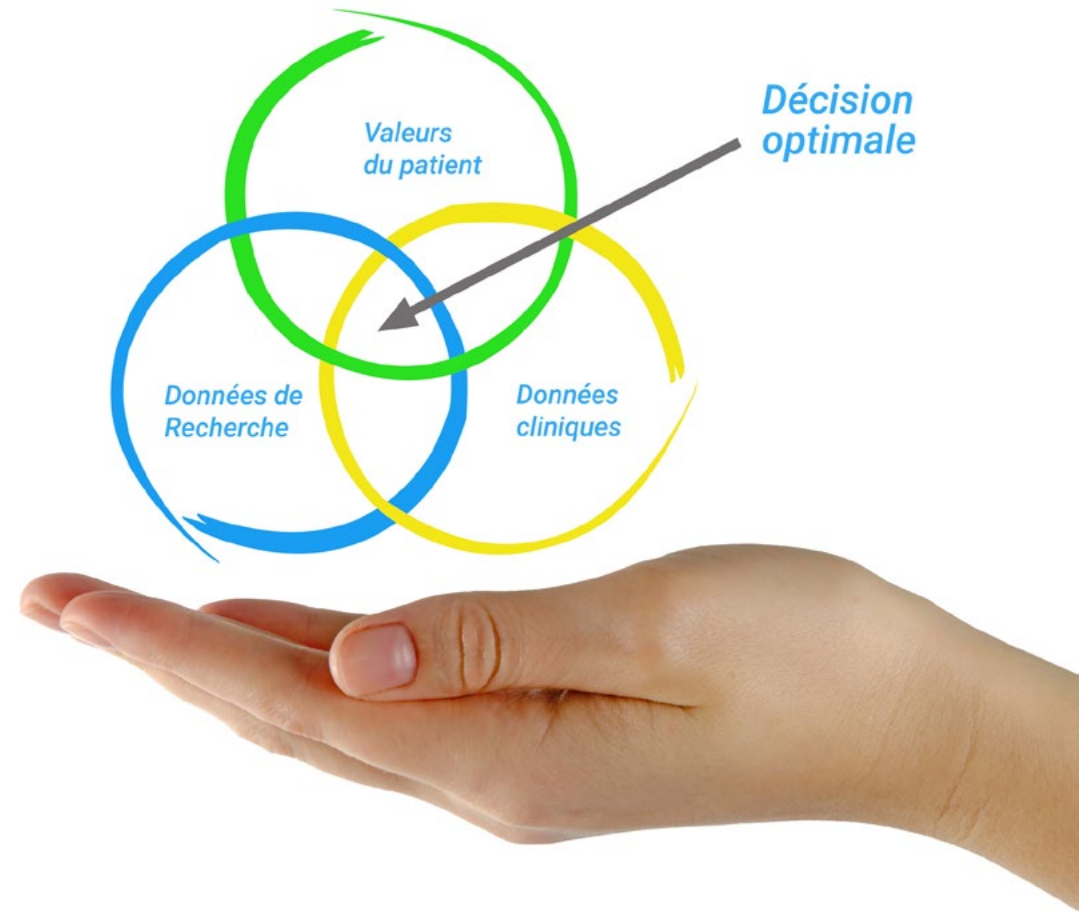 Valeurs
du patient
Décision
optimale
Données de
Recherche
Données
cliniques